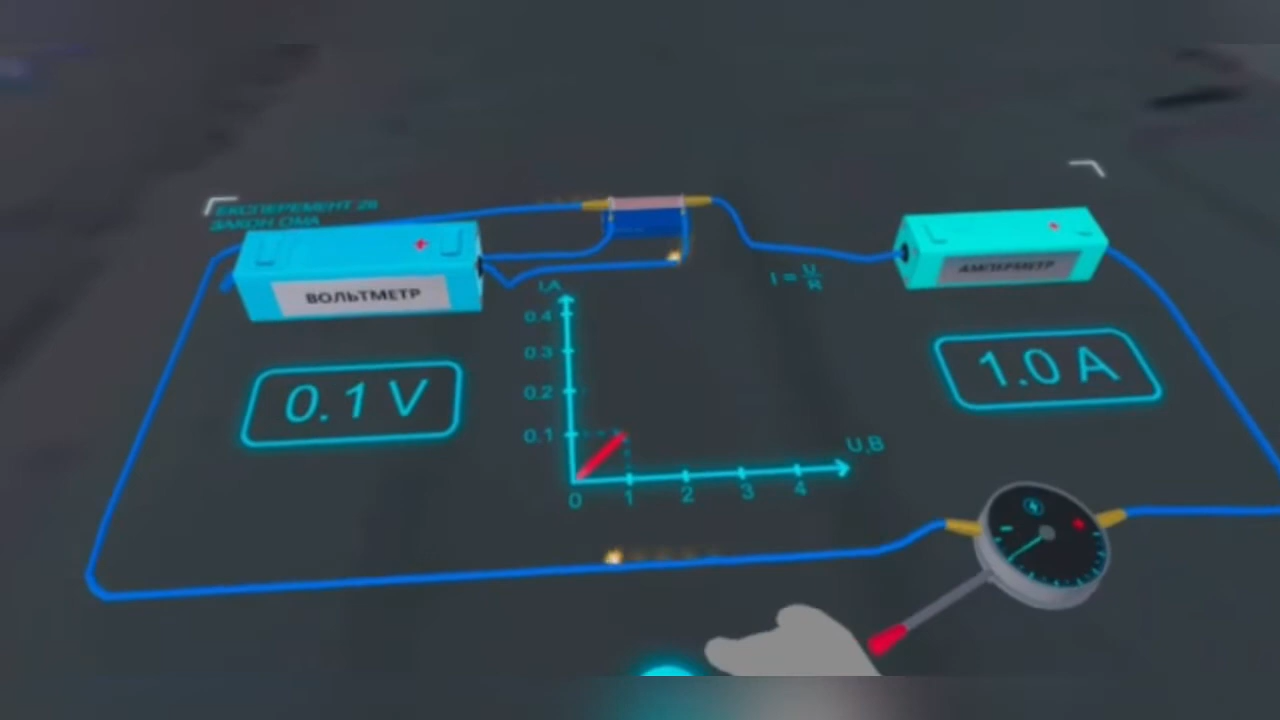 ЕКСПЕРЕМЕНТ 28
ЗАКОН ОМА
ВОЛЬТМЕТР
АМПЕРМЕТР
I = U/R
0.1 V
1.0 A
I,A
0.4
0.3
0.2
0.1
U,B
0 1 2 3 4